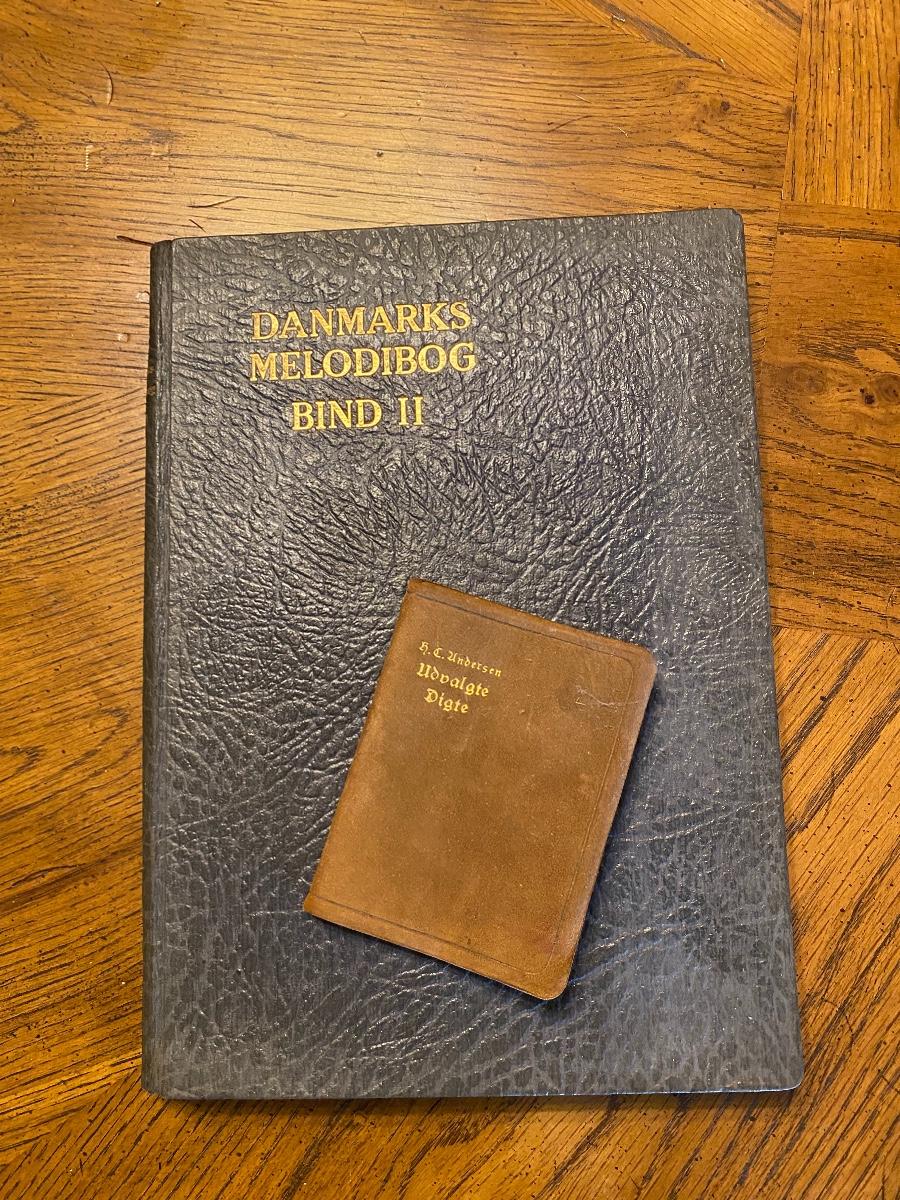 DANMARKS
MELODIBOG
BIND II
H. C. Andersen
Udvalgte
Digte